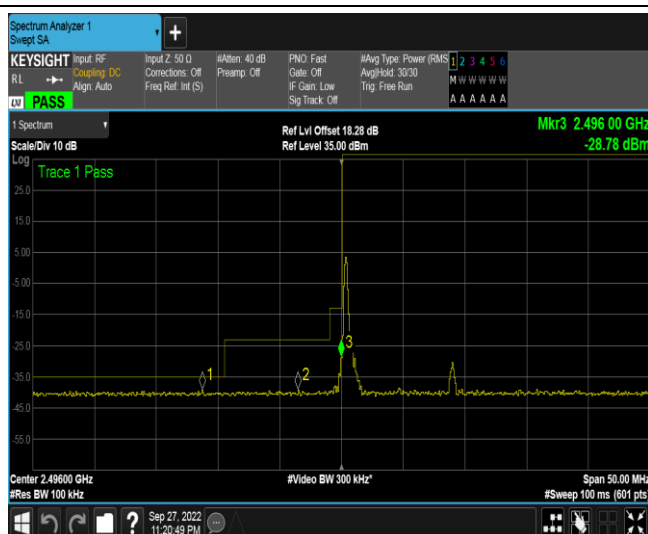 Spectrum Analyzer 1
Swept SA
+
KEYSIGHT
RL
LXI PASS
Input: RF
Coupling: DC
Align: Auto
Input Z: 50 Ω
Corrections: Off
Freq Ref: Int (S)
#Atten: 40 dB
Preamp: Off
PNO: Fast
Gate: Off
IF Gain: Low
Sig Track: Off
#Avg Type: Power (RMS
Avg|Hold: 30/30
Trig: Free Run
1 2 3 4 5 6
M W W W W W
A A A A A A
1 Spectrum
Scale/Div 10 dB
Ref Lvl Offset 18.28 dB
Ref Level 35.00 dBm
Mkr3 2.496 00 GHz
-28.78 dBm
Log
Trace 1 Pass
25.0
15.0
5.00
-5.00
-15.0
-25.0
-35.0
-45.0
-55.0
1
2
3
Center 2.49600 GHz
#Res BW 100 kHz
#Video BW 300 kHz*
Span 50.00 MHz
#Sweep 100 ms (601 pts)
?
Sep 27, 2022
11:20:49 PM